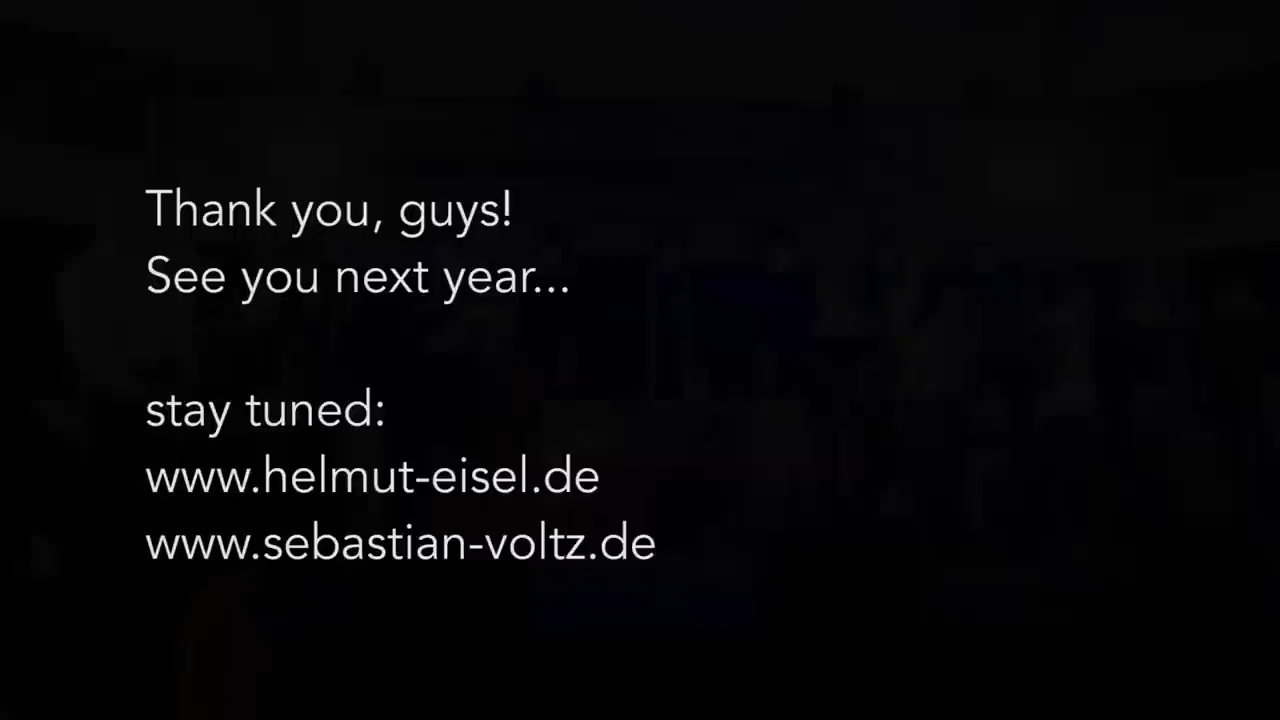 Thank you, guys!
See you next year...
stay tuned:
www.helmut-eisel.de
www.sebastian-voltz.de